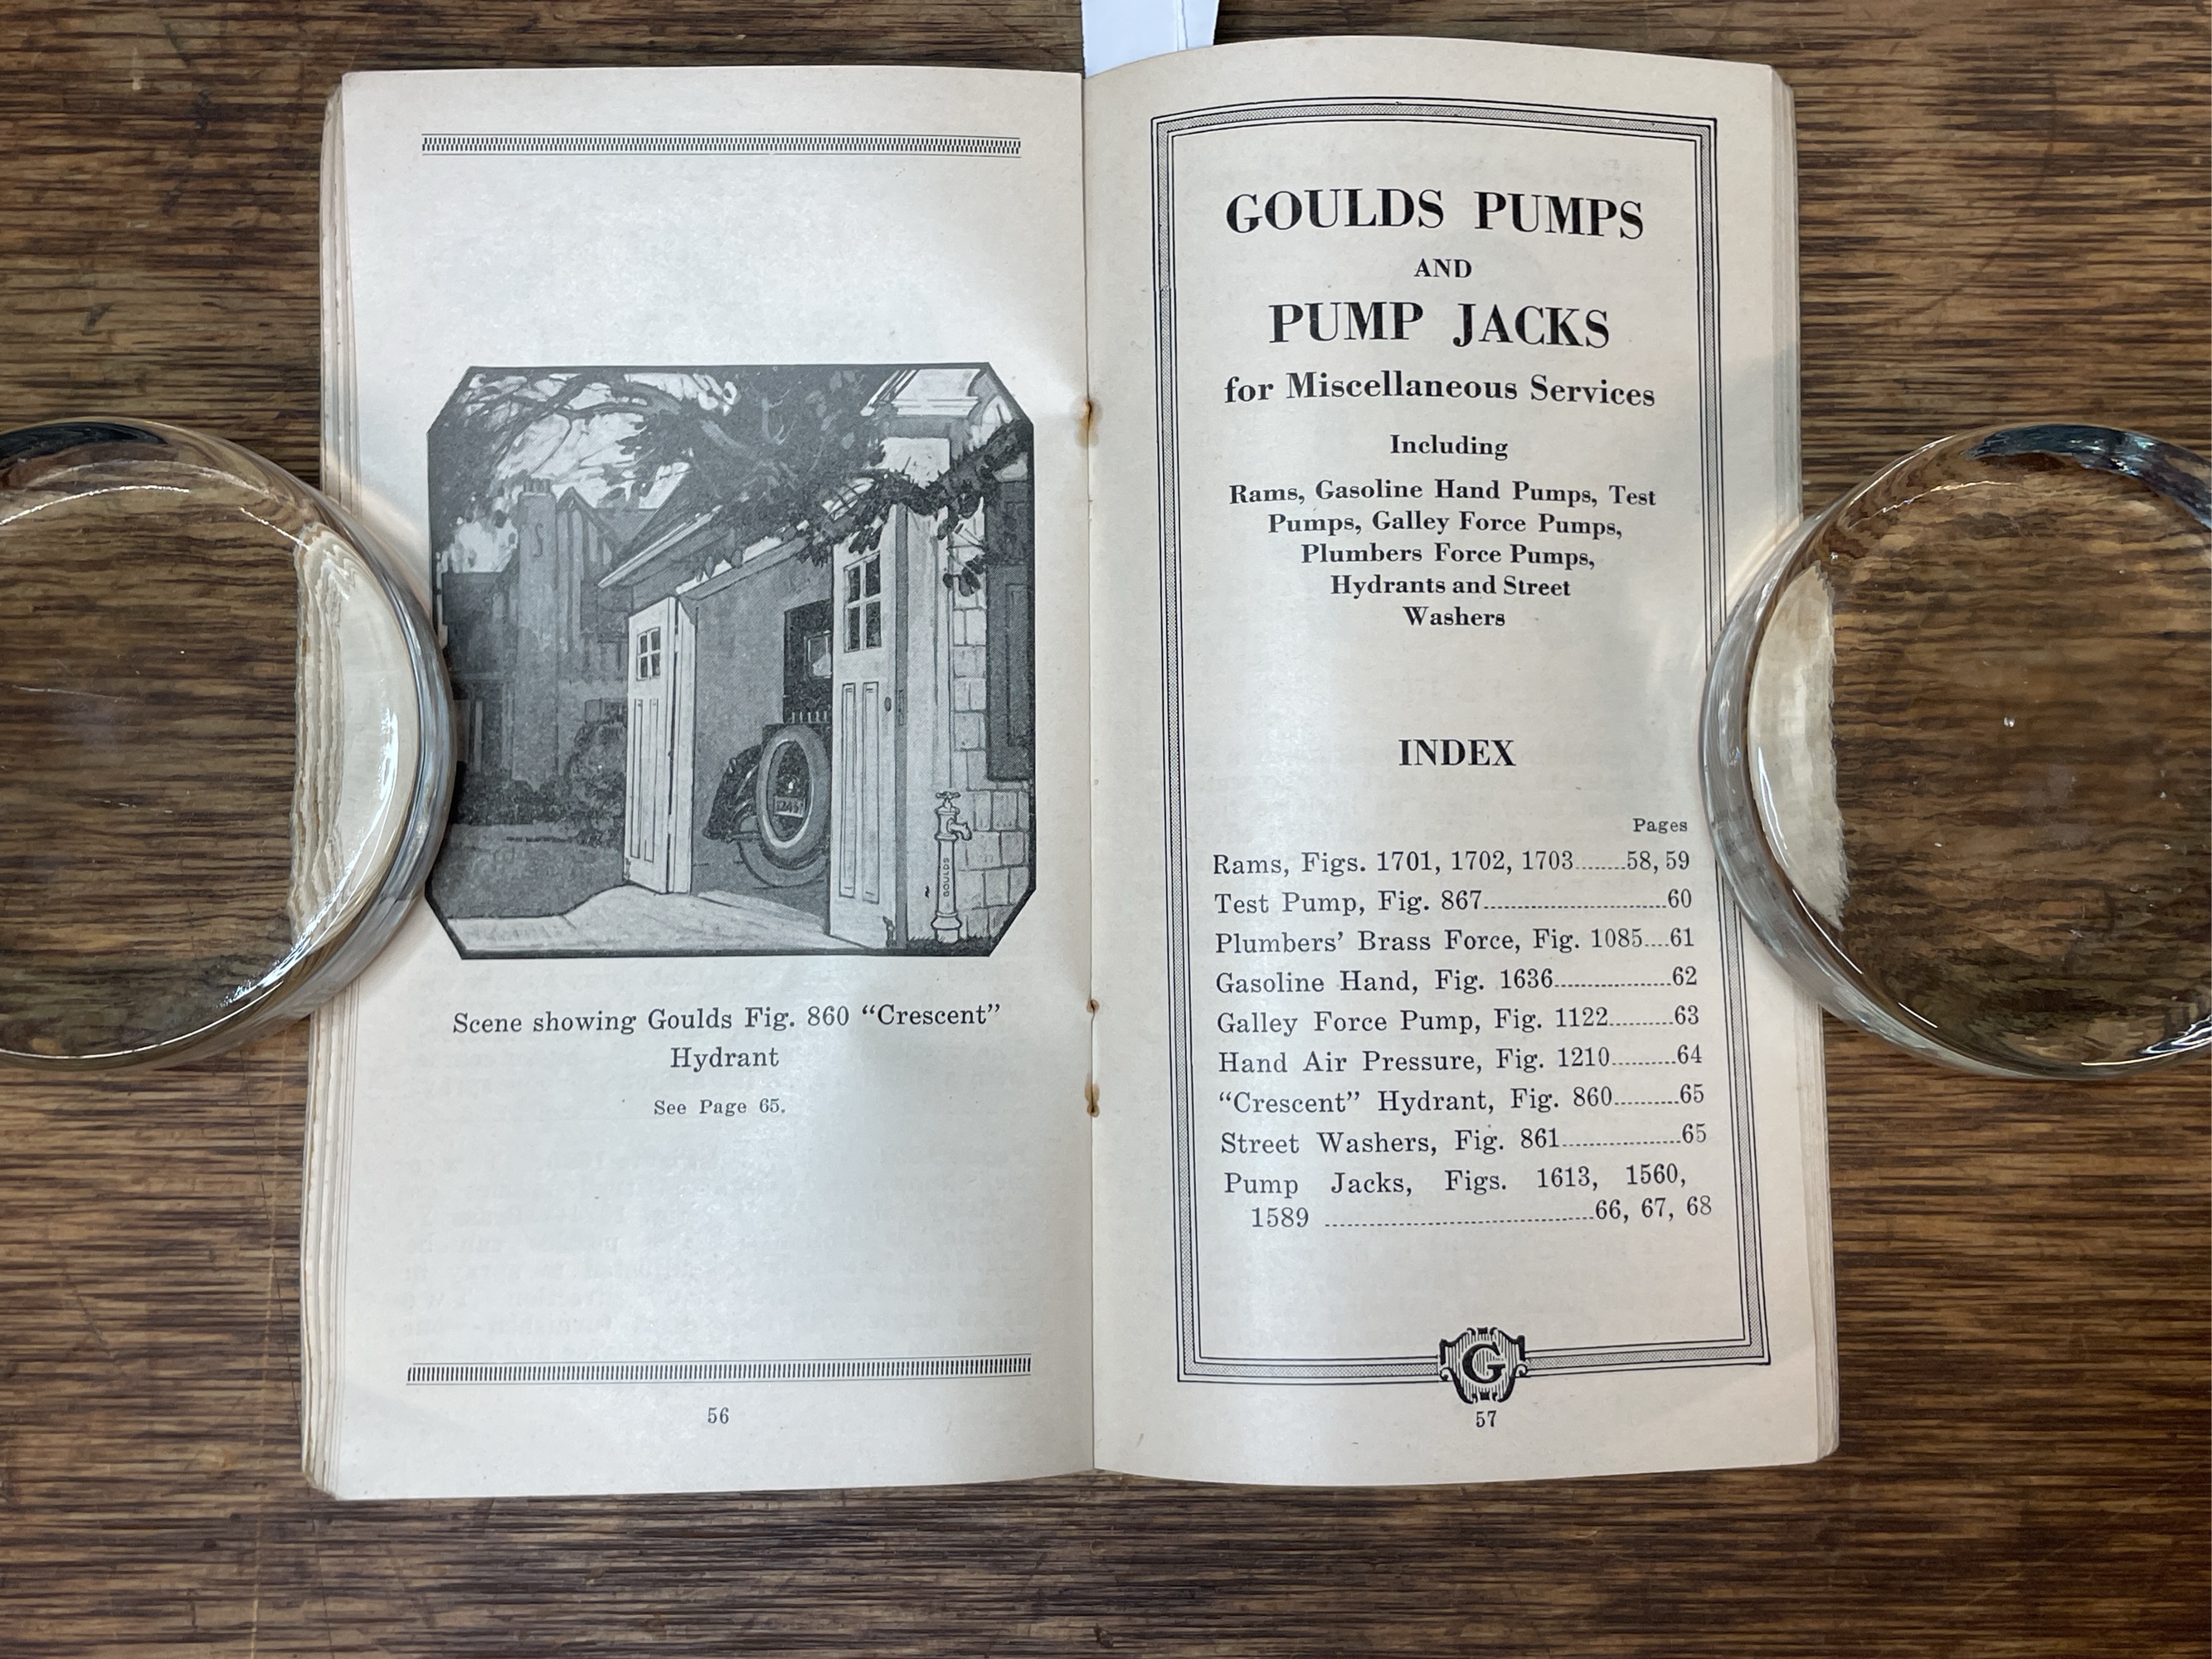 Scene showing Goulds Fig. 860 “Crescent”
Hydrant
See Page 65.
56
GOULDS PUMPS
AND
PUMP JACKS
for Miscellaneous Services
Including
Rams, Gasoline Hand Pumps, Test
Pumps, Galley Force Pumps,
Plumbers Force Pumps,
Hydrants and Street
Washers
INDEX
Pages
Rams, Figs. 1701, 1702, 1703........58, 59
Test Pump, Fig. 867..............................60
Plumbers’ Brass Force, Fig. 1085....61
Gasoline Hand, Fig. 1636...................62
Galley Force Pump, Fig. 1122..........63
Hand Air Pressure, Fig. 1210..........64
“Crescent” Hydrant, Fig. 860..........65
Street Washers, Fig. 861...................65
Pump Jacks, Figs. 1613, 1560,
1589 ............................................66, 67, 68
G
57